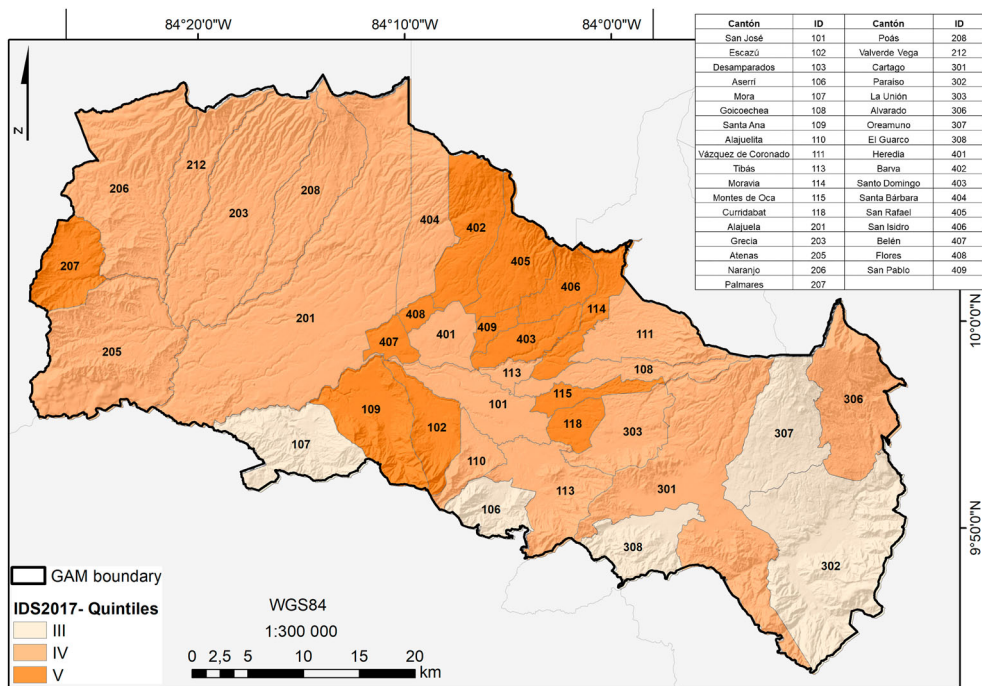 84°20'0"W 84°10'0"W 84°0'0"W
Cantón ID Cantón ID
San José 101 Poás 208
Escazú 102 Valverde Vega 212
Desamparados 103 Cartago 301
Aserrí 106 Paraíso 302
Mora 107 La Unión 303
Goicoechea 108 Alvarado 306
Santa Ana 109 Oreamuno 307
Alajuelita 110 El Guarco 308
Vázquez de Coronado 111 Heredia 401
Tibás 113 Barva 402
Moravia 114 Santo Domingo 403
Montes de Oca 115 Santa Bárbara 404
Curridabat 118 San Rafael 405
Alajuela 201 San Isidro 406
Grecia 203 Belén 407
Atenas 205 Flores 408
Naranjo 206 San Pablo 409
Palmares 207
N
212
206
208
203
404
402
207
405
406
201
408
114
401
409
403
111
10°0'0"N
407
205
113
108
115
101
306
109
102
118
303
307
107
110
113
301
106
9°50'0"N
308
302
GAM boundary
IDS2017- Quintiles
III
IV
V
WGS84
1:300 000
0 2,5 5 10 15 20
km